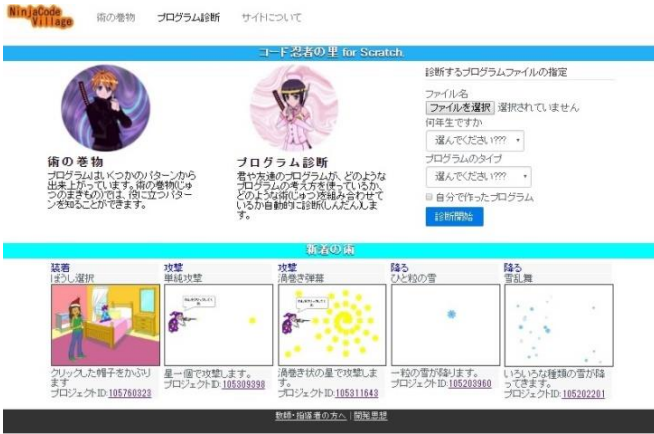 NinjaCode
Village
術の巻物
プログラム診断
サイトについて
コード忍者の里 for Scratch
術の巻物
プログラムは、いくつかのパターンから
出来上がっています。術の巻物(じゅ
つのまきもの)では、役に立つパター
ンを知ることができます。
プログラム診断
君や友達のプログラムが、どのような
プログラムの考え方を使っているか、
どのような術(じゅつ)を組み合わせて
いるか自動的に診断(しんだん)しま
す。
診断するプログラムファイルの指定
ファイル名
ファイルを選択 選択されていません
何年生ですか
選んでください???
プログラムのタイプ
選んでください???
自分で作ったプログラム
診断開始
新着の術
装着
ぼうし選択
クリックした帽子をかぶり
ます
プロジェクトID:105760323
攻撃
単純攻撃
星一個で攻撃します。
プロジェクトID:105309398
攻撃
渦巻き弾幕
渦巻き状の星で攻撃しま
す。
プロジェクトID:105311643
降る
ひと粒の雪
一粒の雪が降ります。
プロジェクトID:105203960
降る
雪乱舞
いろいろな種類の雪が降
ってきます。
プロジェクトID:105202201
教師・指導者の方へ | 開発思想